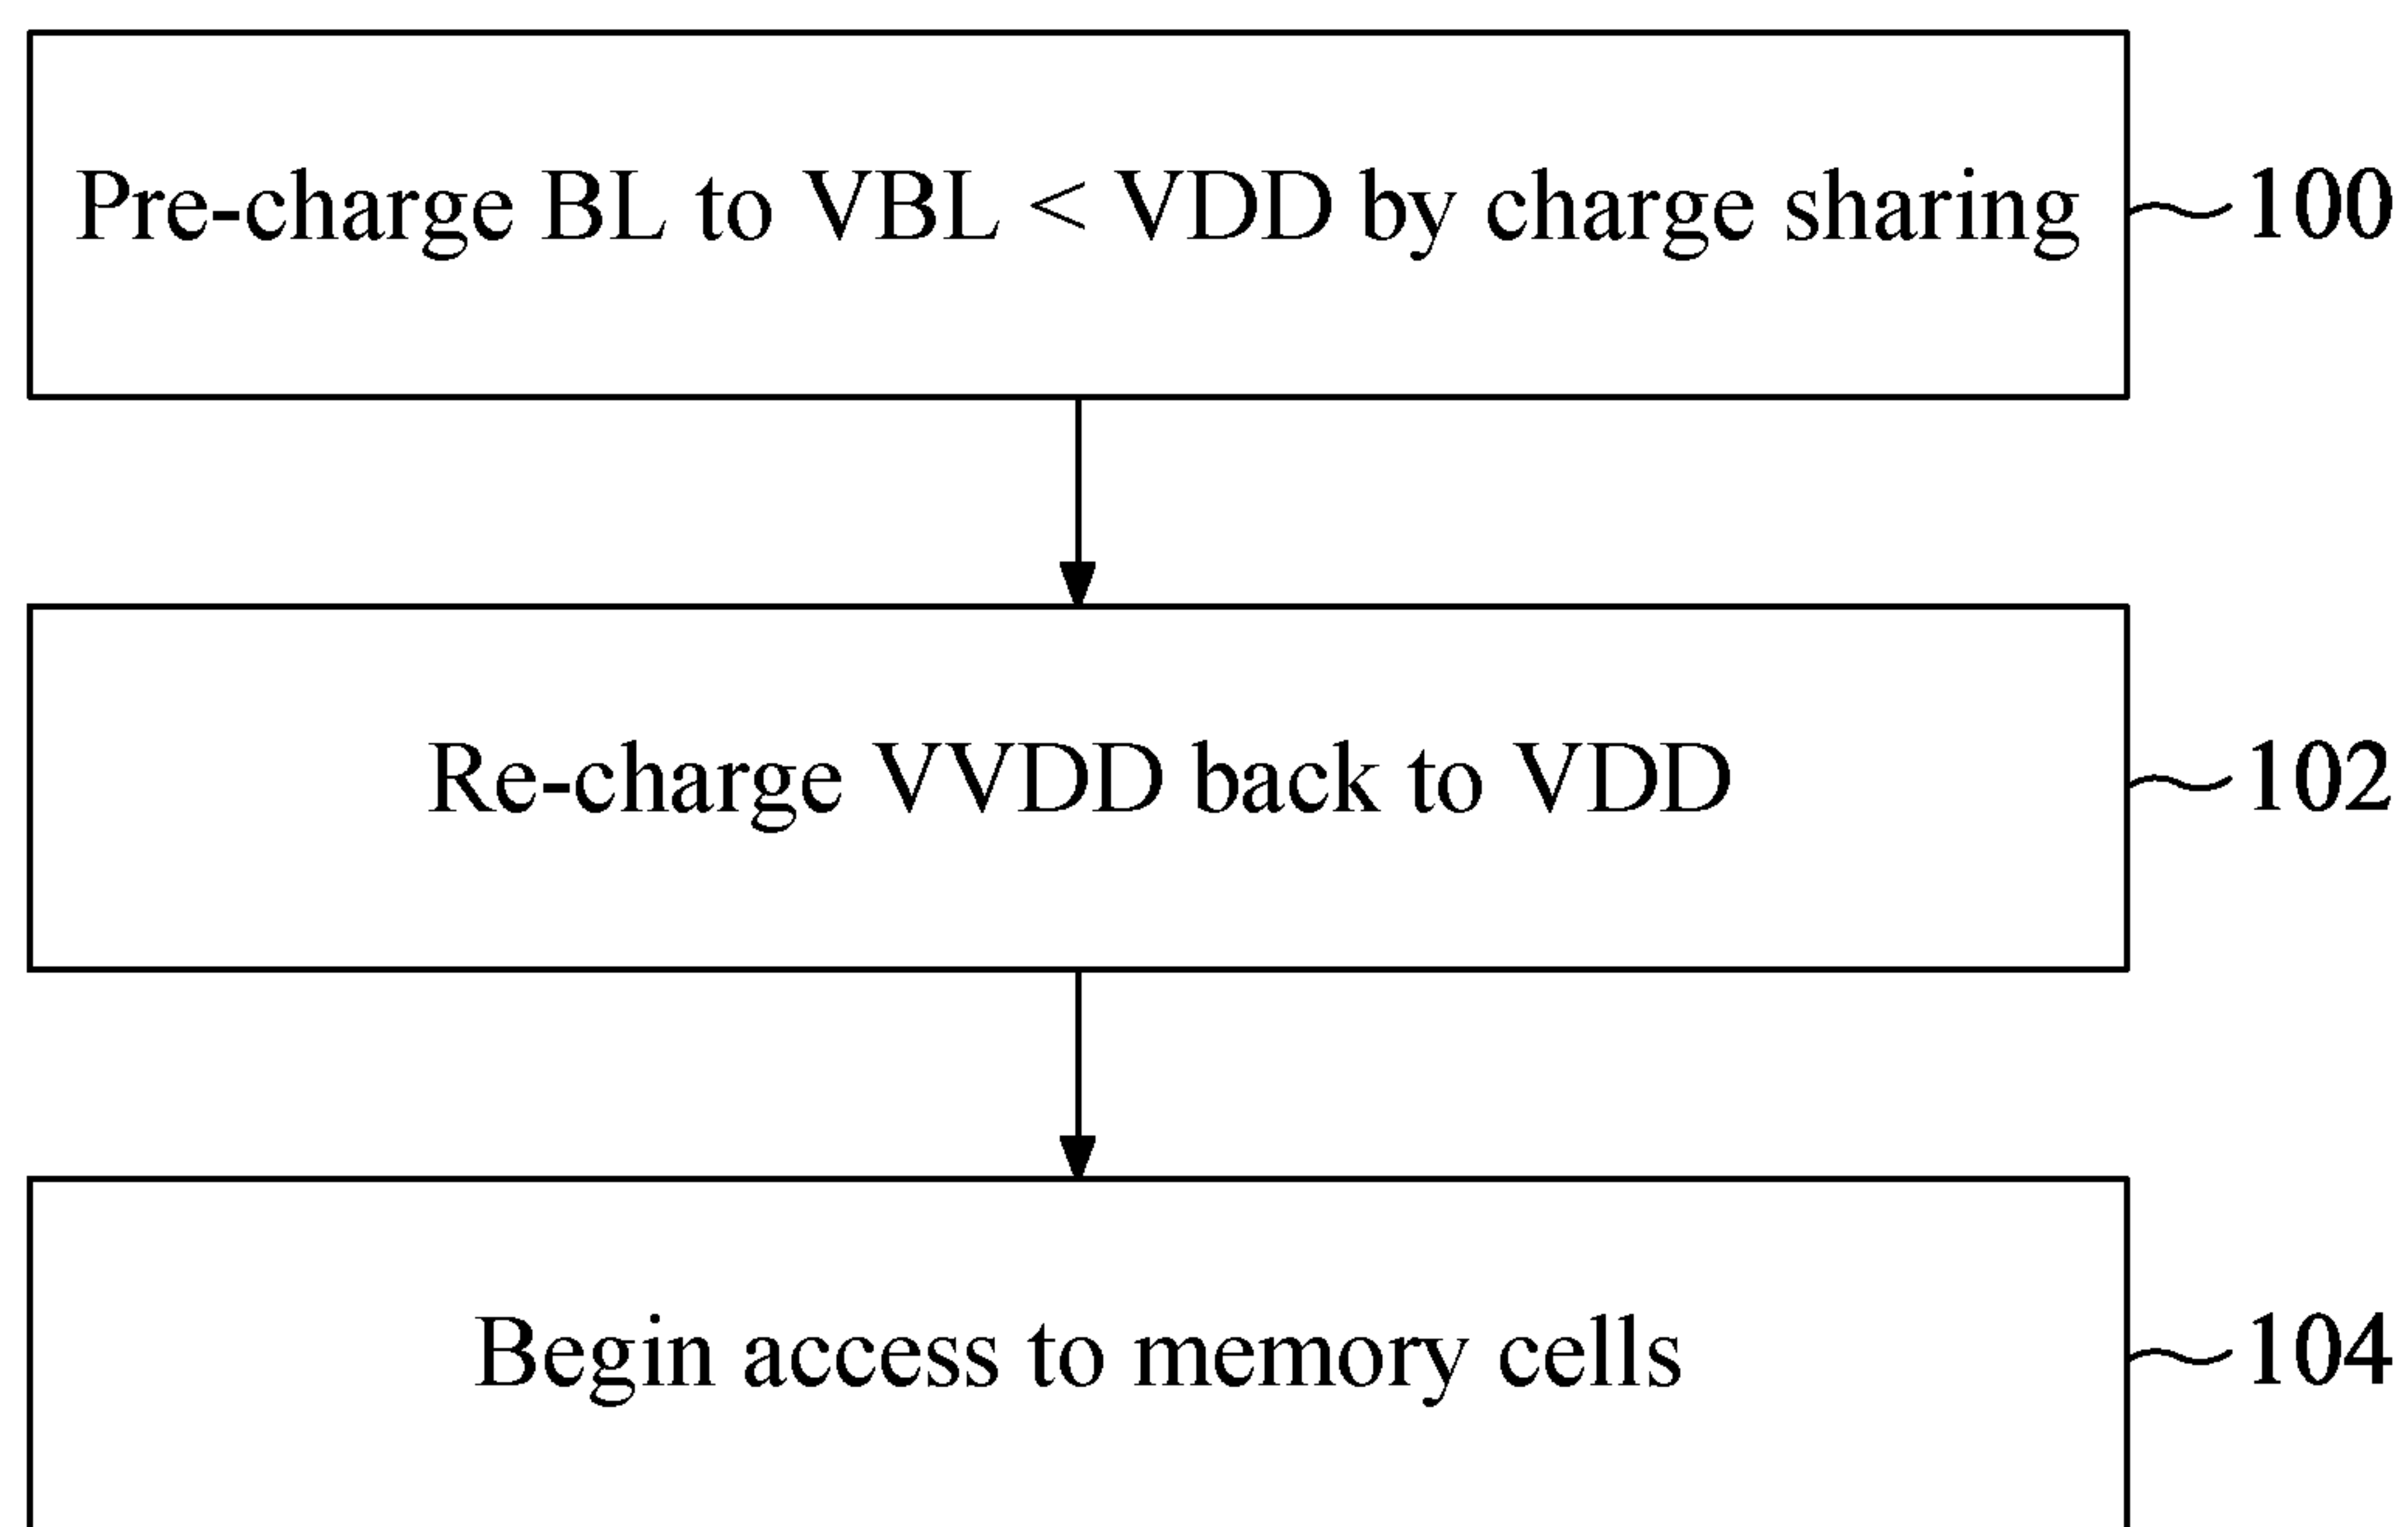 Pre-charge BL to VBL < VDD by charge sharing 100
Re-charge VVDD back to VDD 102
Begin access to memory cells 104